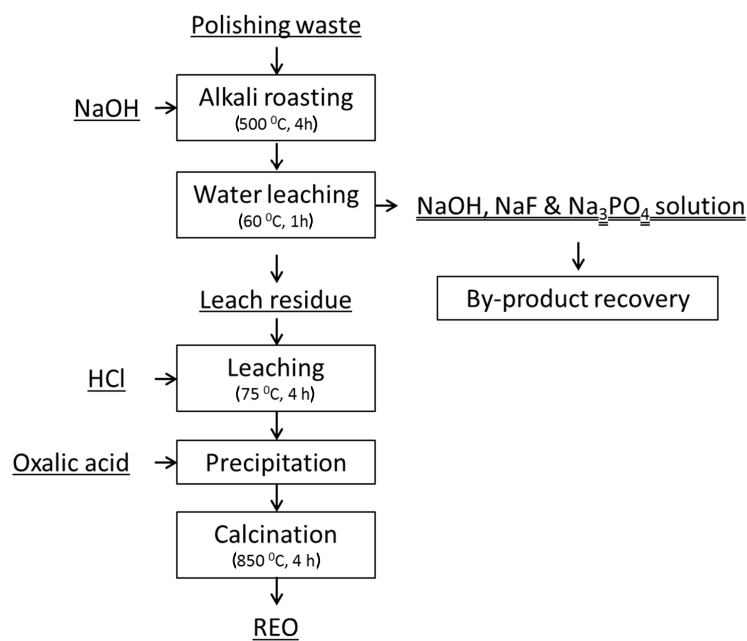 Polishing waste
NaOH
Alkali roasting
(500 ⁰C, 4h)
Water leaching
(60 ⁰C, 1h)
NaOH, NaF & Na₃PO₄ solution
By-product recovery
Leach residue
HCl
Leaching
(75 ⁰C, 4 h)
Oxalic acid
Precipitation
Calcination
(850 ⁰C, 4 h)
REO